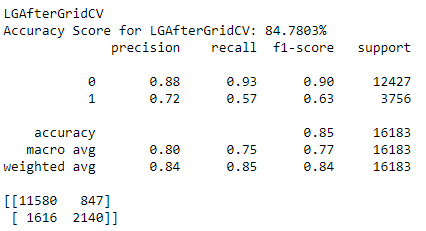 LGAfterGridCV
Accuracy Score for LGAfterGridCV: 84.7803%
precision recall f1-score support
0 0.88 0.93 0.90 12427
1 0.72 0.57 0.63 3756
accuracy 0.85 16183
macro avg 0.80 0.75 0.77 16183
weighted avg 0.84 0.85 0.84 16183
[[11580 847]
[ 1616 2140]]